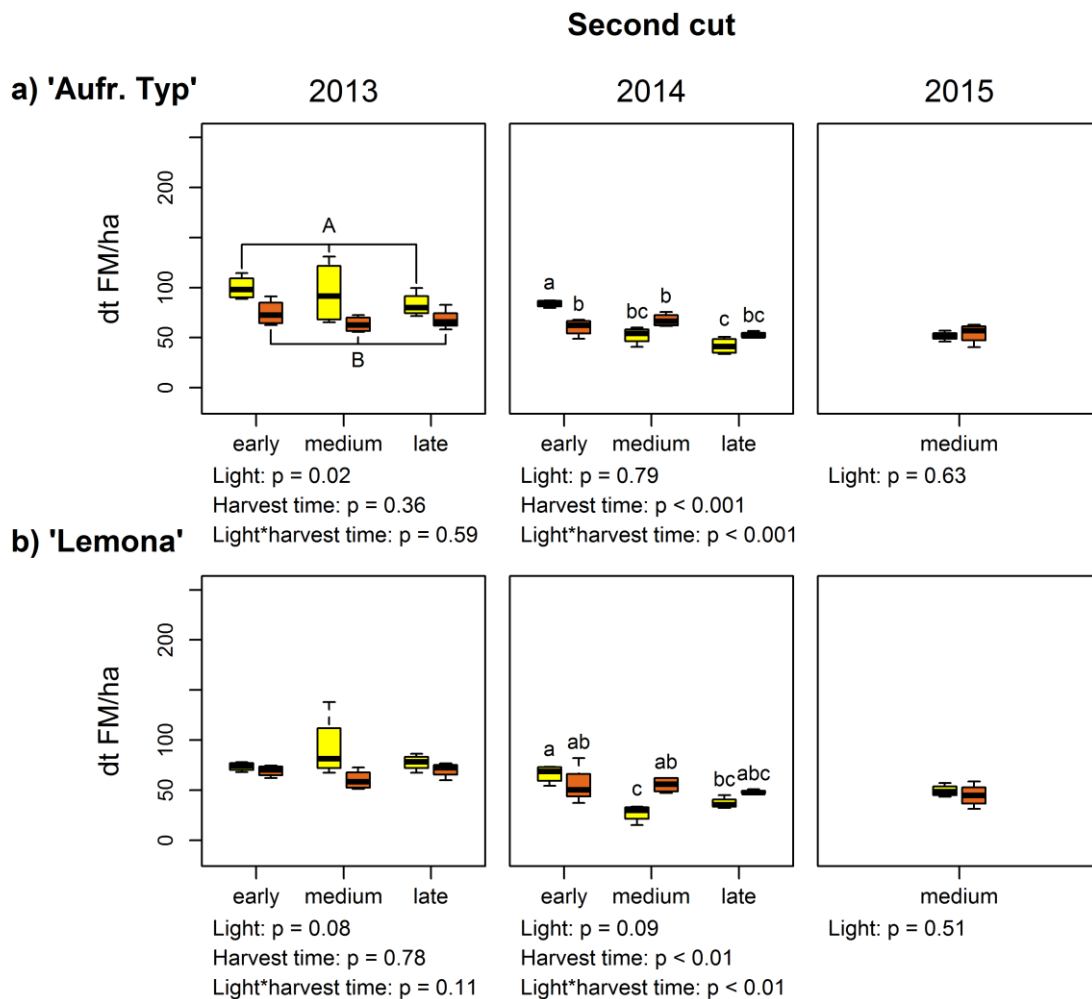 Second cut
a) 'Aufr. Typ'
2013
2014
2015
dt FM/ha
200
100
50
0
A
B
early medium late
a
b
bc
b
c
bc
early medium late
medium
Light: p = 0.02
Harvest time: p = 0.36
Light*harvest time: p = 0.59
Light: p = 0.79
Harvest time: p < 0.001
Light*harvest time: p < 0.001
Light: p = 0.63
b) 'Lemona'
dt FM/ha
200
100
50
0
early medium late
a
ab
c
ab
bc
abc
early medium late
medium
Light: p = 0.08
Harvest time: p = 0.78
Light*harvest time: p = 0.11
Light: p = 0.09
Harvest time: p < 0.01
Light*harvest time: p < 0.01
Light: p = 0.51